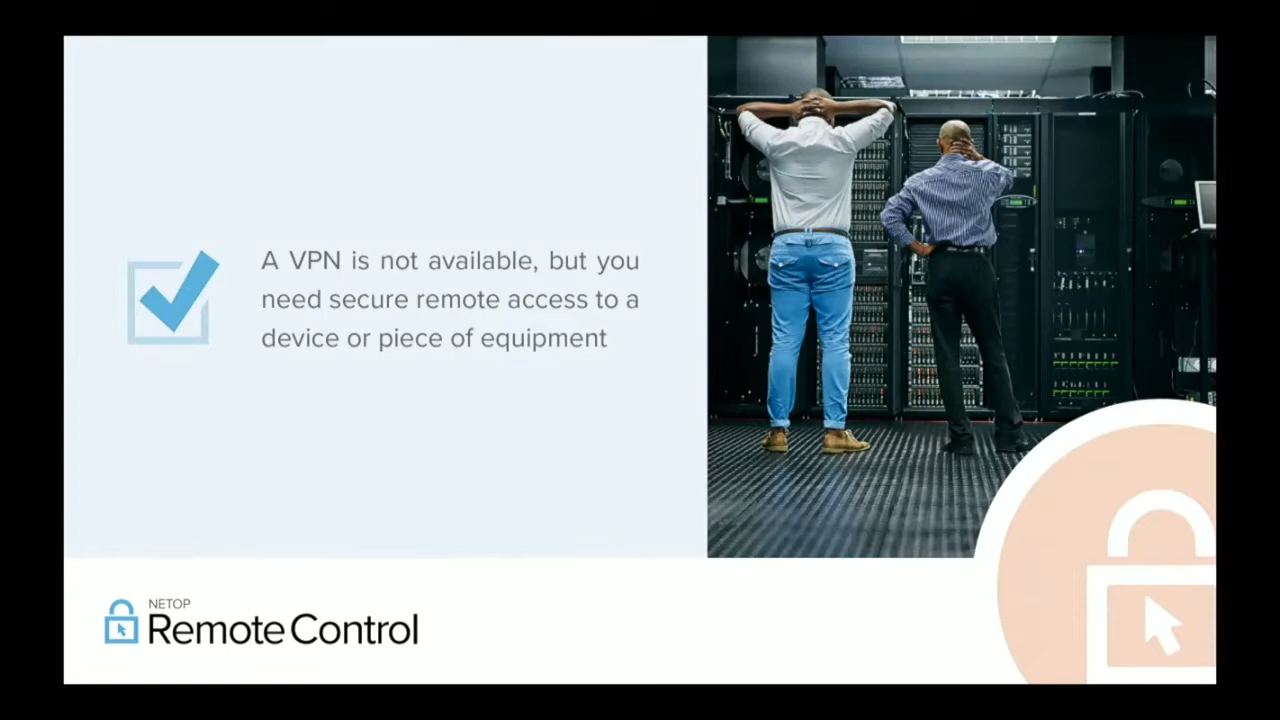 A VPN is not available, but you
need secure remote access to a
device or piece of equipment
NETOP
Remote Control